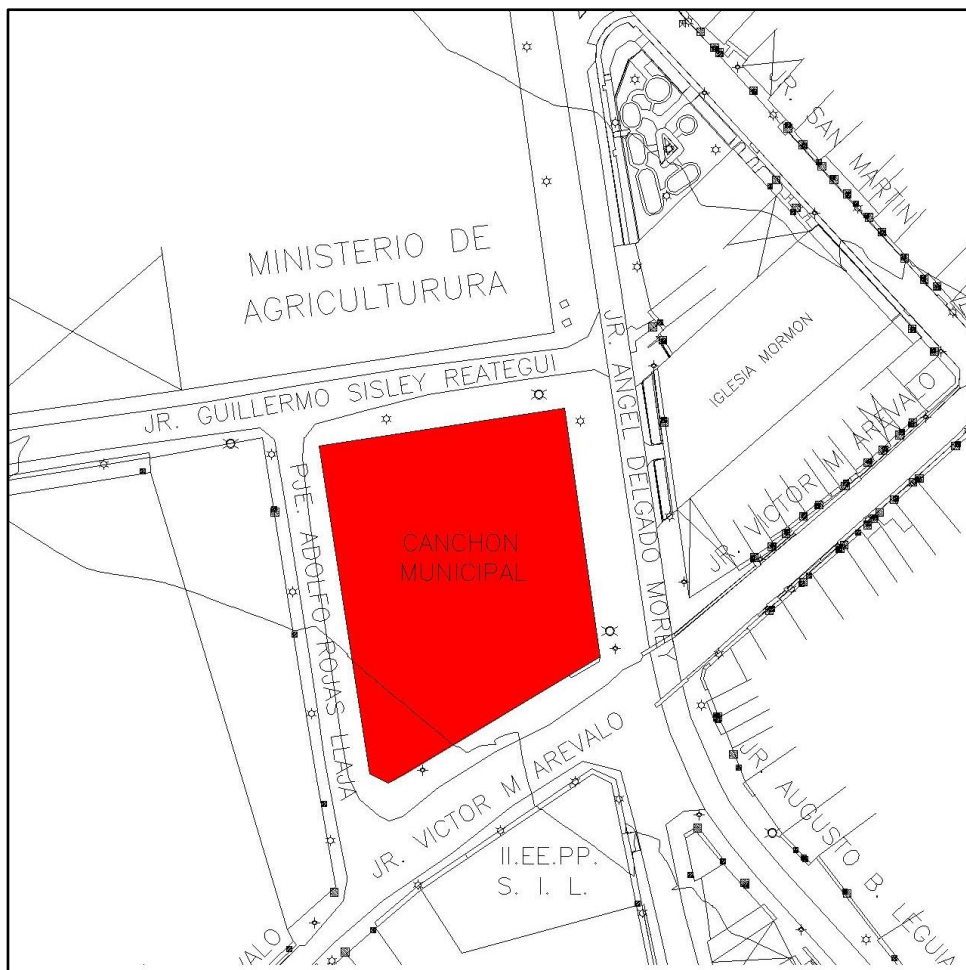 JR. SAN MARTIN
MINISTERIO DE
AGRICULTURURA
JR. GUILLERMO SISLEY REATEGUI
JR. ANGEL DELGADO MOREY
IGLESIA MORMON
JR. VICTOR M AREVALO
PJE. ADOLFO ROJAS LLAJA
CANCHON
MUNICIPAL
JR. VICTOR M AREVALO
II.EE.PP.
S. I. L.
JR. AUGUSTO B. LEGUIA
VALO